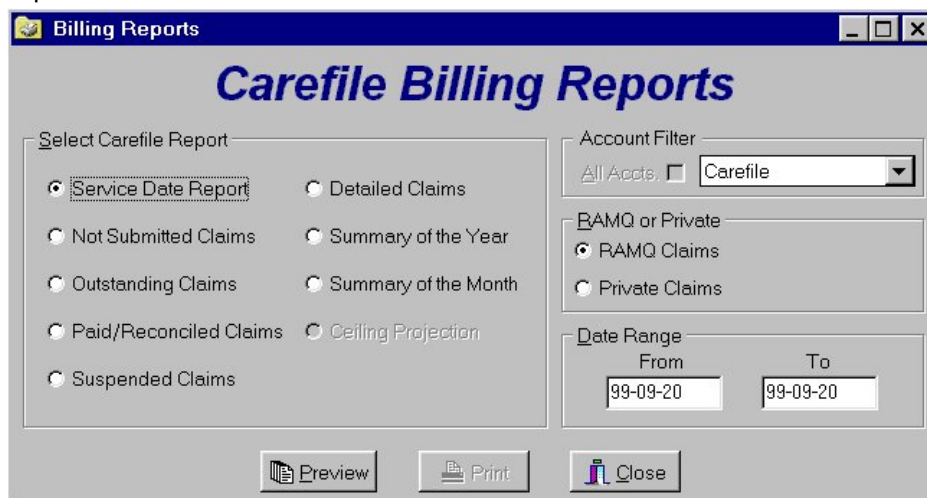 Billing Reports
Carefile Billing Reports
Select Carefile Report
Service Date Report
Not Submitted Claims
Outstanding Claims
Paid/Reconciled Claims
Suspended Claims
Detailed Claims
Summary of the Year
Summary of the Month
Ceiling Projection
Account Filter
All Accts.
Carefile
RAMQ or Private
RAMQ Claims
Private Claims
Date Range
From To
99-09-20 99-09-20
Preview Print Close